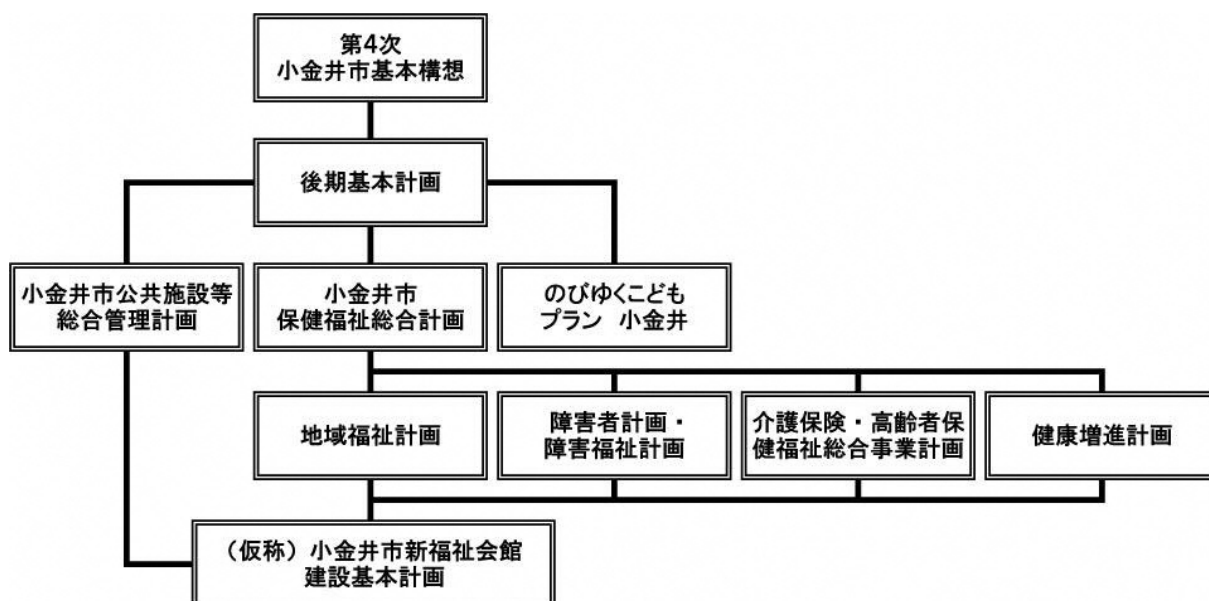 第4次
小金井市基本構想
後期基本計画
小金井市公共施設等
総合管理計画
小金井市
保健福祉総合計画
のびゆくこども
プラン 小金井
地域福祉計画
障害者計画・
障害福祉計画
介護保険・高齢者保
健福祉総合事業計画
健康増進計画
（仮称）小金井市新福祉会館
建設基本計画